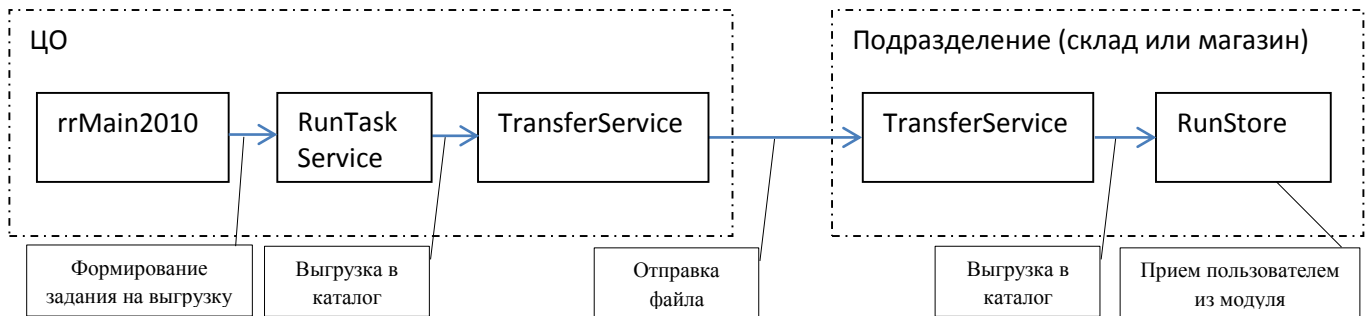 ЦО
Подразделение (склад или магазин)
rrMain2010
RunTask
Service
TransferService
TransferService
RunStore
Формирование
задания на выгрузку
Выгрузка в
каталог
Отправка
файла
Выгрузка в
каталог
Прием пользователем
из модуля